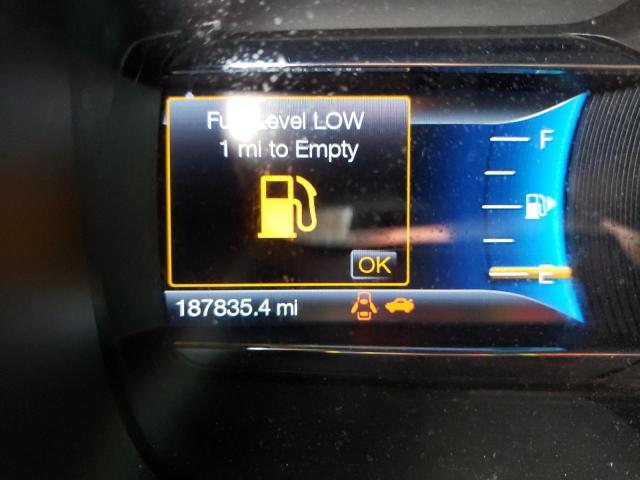 Fuel Level LOW
1 mi to Empty
OK
F
E
187835.4 mi